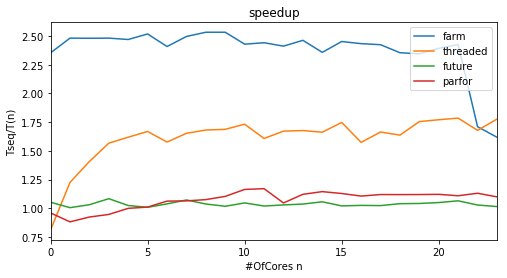 speedup
farm
threaded
future
parfor
Tseq/T(n)
2.50
2.25
2.00
1.75
1.50
1.25
1.00
0.75
0 5 10 15 20
#OfCores n